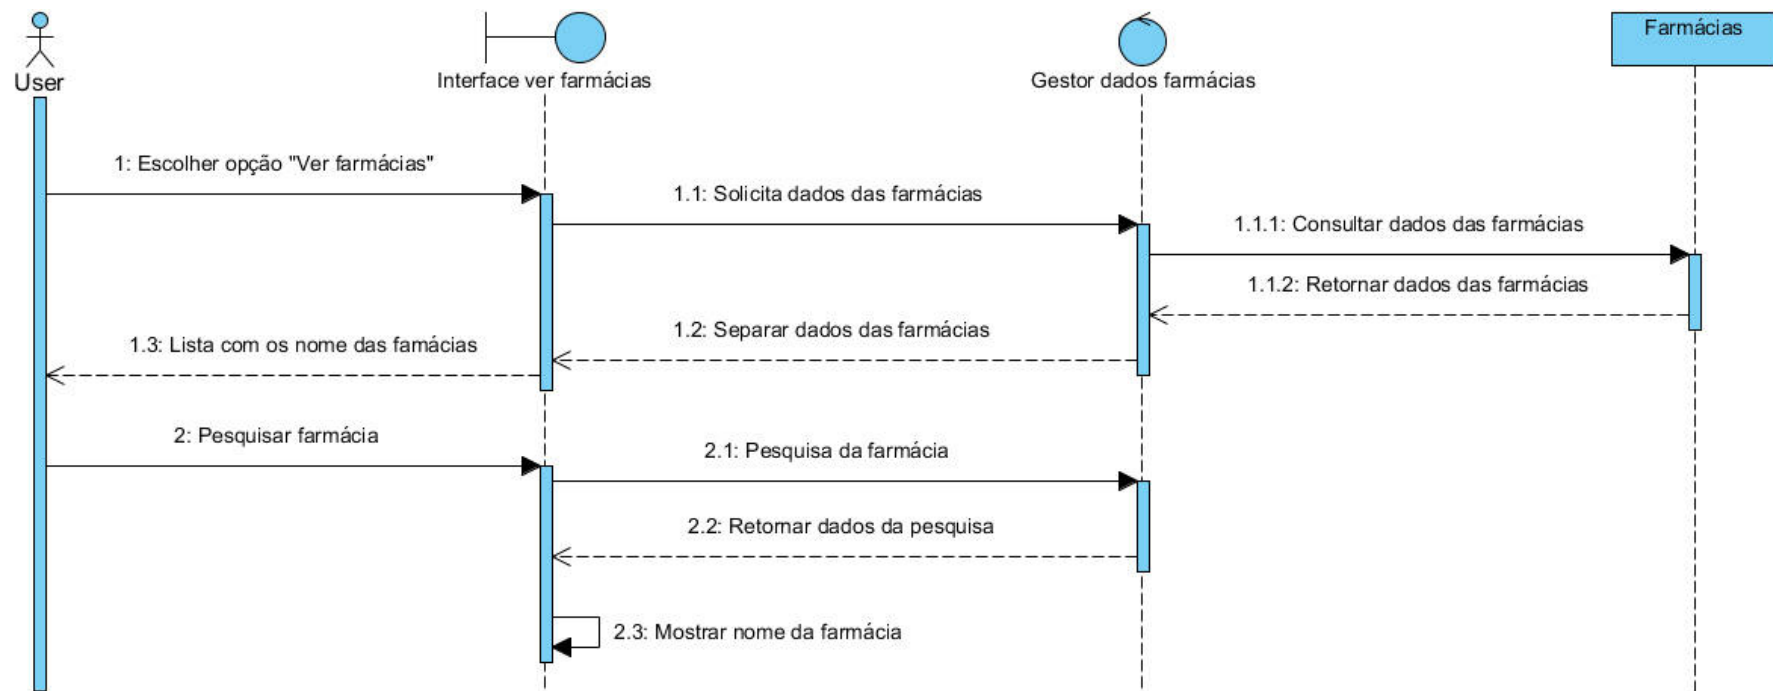 User
Interface ver farmácias
Gestor dados farmácias
Farmácias
1: Escolher opção "Ver farmácias"
1.1: Solicita dados das farmácias
1.1.1: Consultar dados das farmácias
1.1.2: Retornar dados das farmácias
1.2: Separar dados das farmácias
1.3: Lista com os nome das famácias
2: Pesquisar farmácia
2.1: Pesquisa da farmácia
2.2: Retornar dados da pesquisa
2.3: Mostrar nome da farmácia